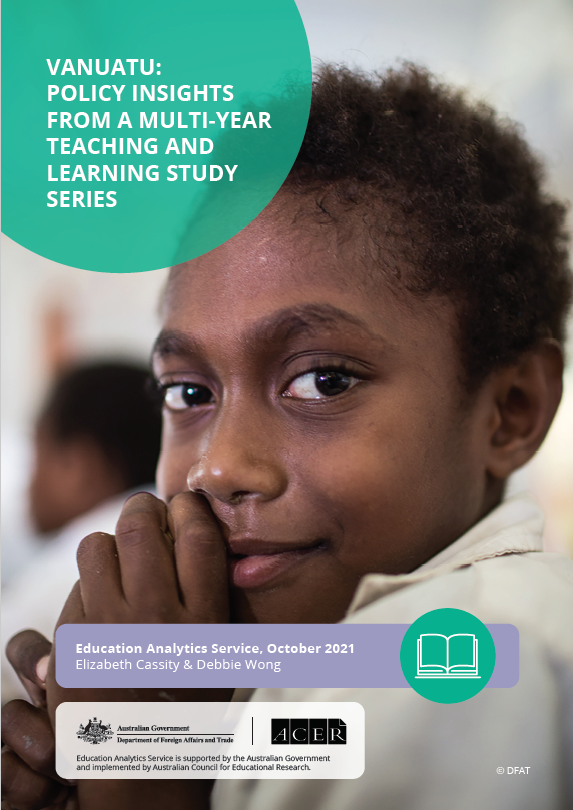 VANUATU:
POLICY INSIGHTS
FROM A MULTI-YEAR
TEACHING AND
LEARNING STUDY
SERIES
Education Analytics Service, October 2021
Elizabeth Cassity & Debbie Wong
Australian Government
Department of Foreign Affairs and Trade
ACER
Education Analytics Service is supported by the Australian Government
and implemented by Australian Council for Educational Research.
© DFAT